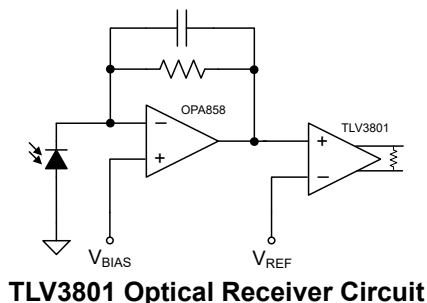 OPA858
TLV3801
−
+
+
−
V_BIAS
V_REF
TLV3801 Optical Receiver Circuit